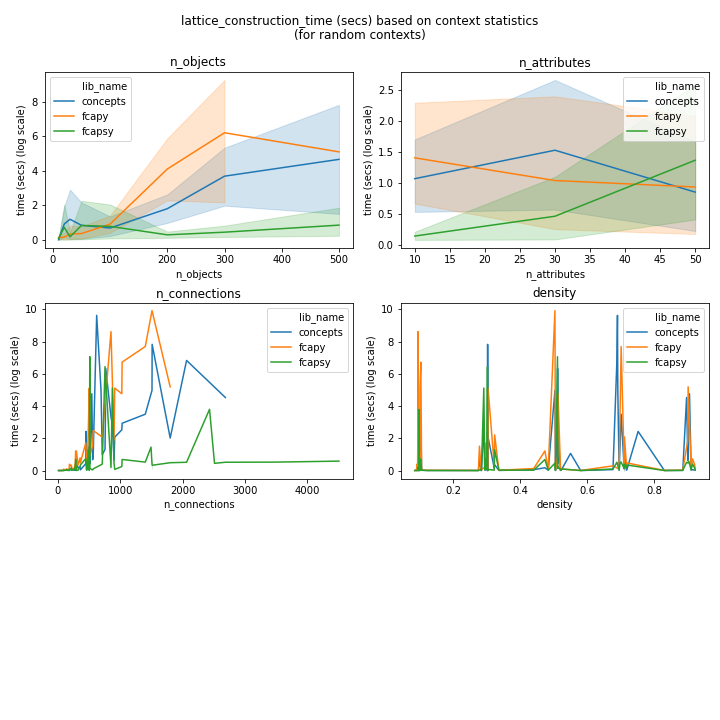 lattice_construction_time (secs) based on context statistics
(for random contexts)
n_objects
time (secs) (log scale)
8
6
4
2
0
lib_name
concepts
fcapy
fcapsy
0 100 200 300 400 500
n_objects
n_attributes
time (secs) (log scale)
2.5
2.0
1.5
1.0
0.5
0.0
lib_name
concepts
fcapy
fcapsy
10 15 20 25 30 35 40 45 50
n_attributes
n_connections
time (secs) (log scale)
10
8
6
4
2
0
lib_name
concepts
fcapy
fcapsy
0 1000 2000 3000 4000
n_connections
density
time (secs) (log scale)
10
8
6
4
2
0
lib_name
concepts
fcapy
fcapsy
0.2 0.4 0.6 0.8
density